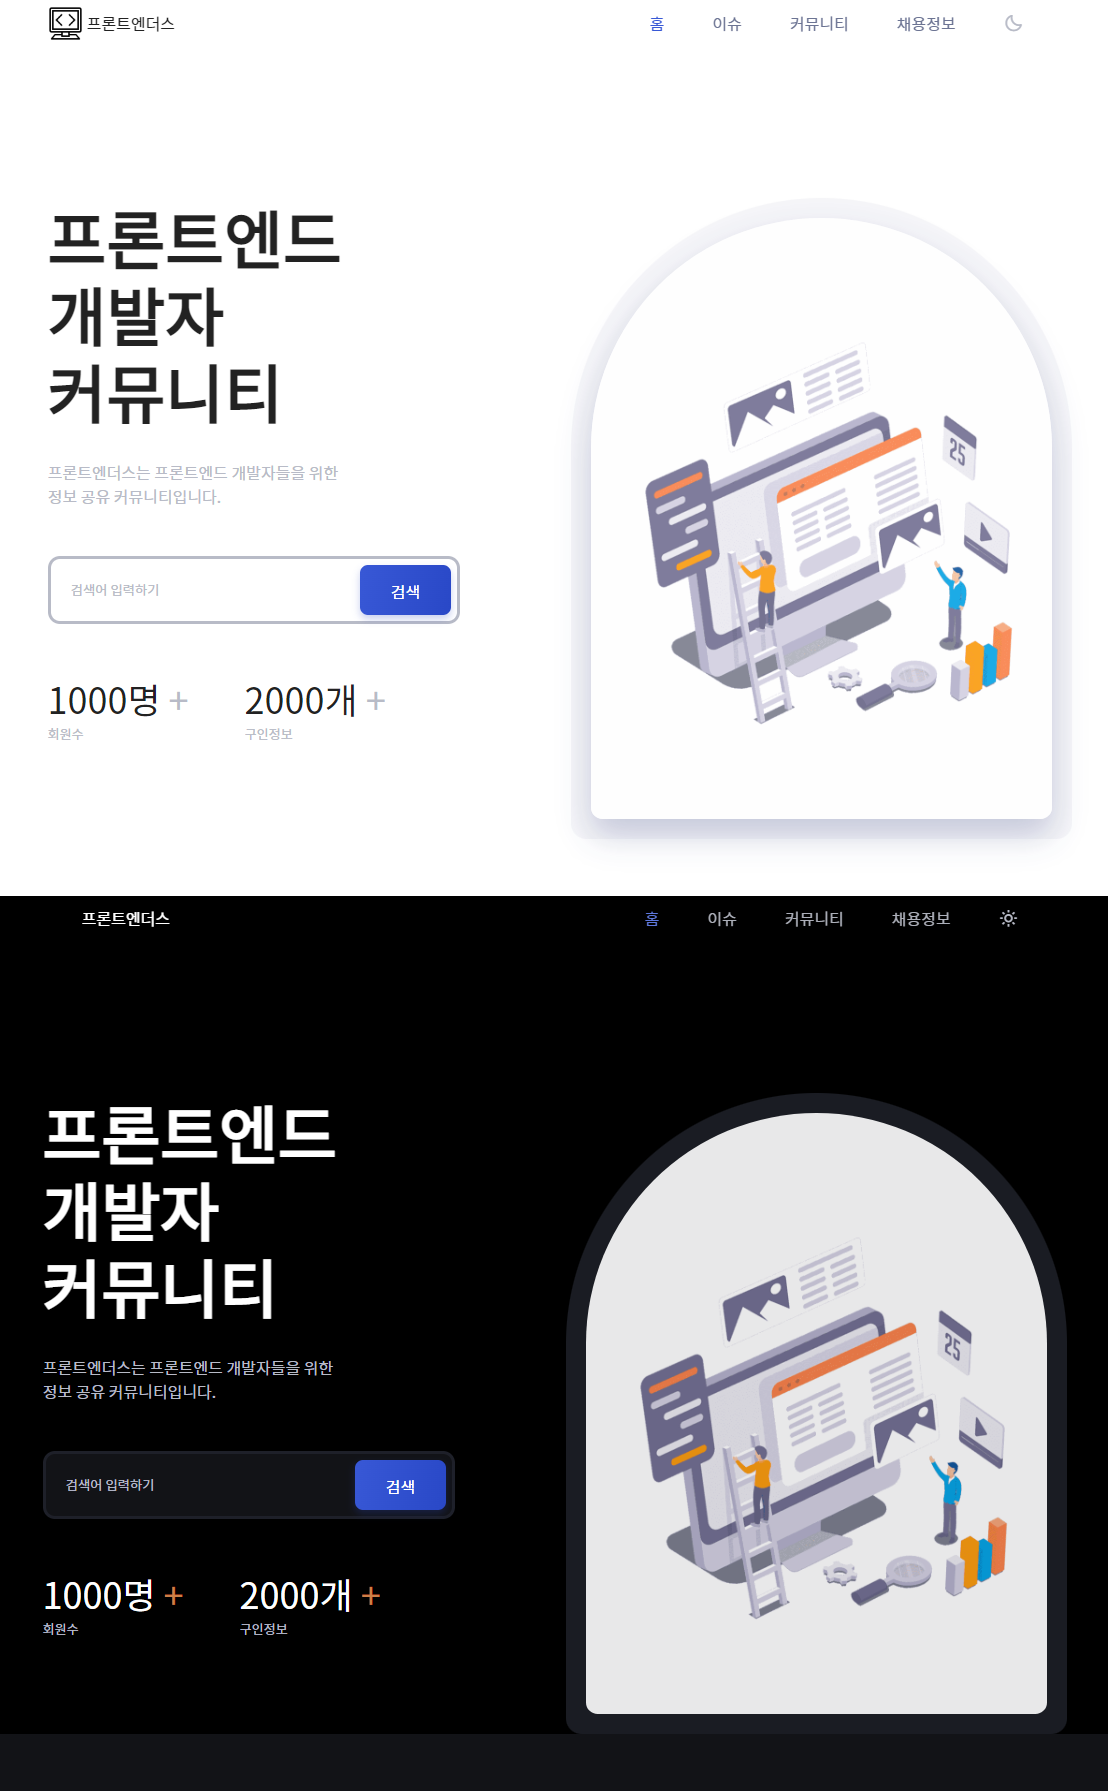 프론트엔더스
홈 이슈 커뮤니티 채용정보
프론트엔드
개발자
커뮤니티
프론트엔더스는 프론트엔드 개발자들을 위한
정보 공유 커뮤니티입니다.
검색어 입력하기
검색
1000명 + 2000개 +
회원수 구인정보
25
프론트엔더스
홈 이슈 커뮤니티 채용정보
프론트엔드
개발자
커뮤니티
프론트엔더스는 프론트엔드 개발자들을 위한
정보 공유 커뮤니티입니다.
검색어 입력하기
검색
1000명 + 2000개 +
회원수 구인정보
25